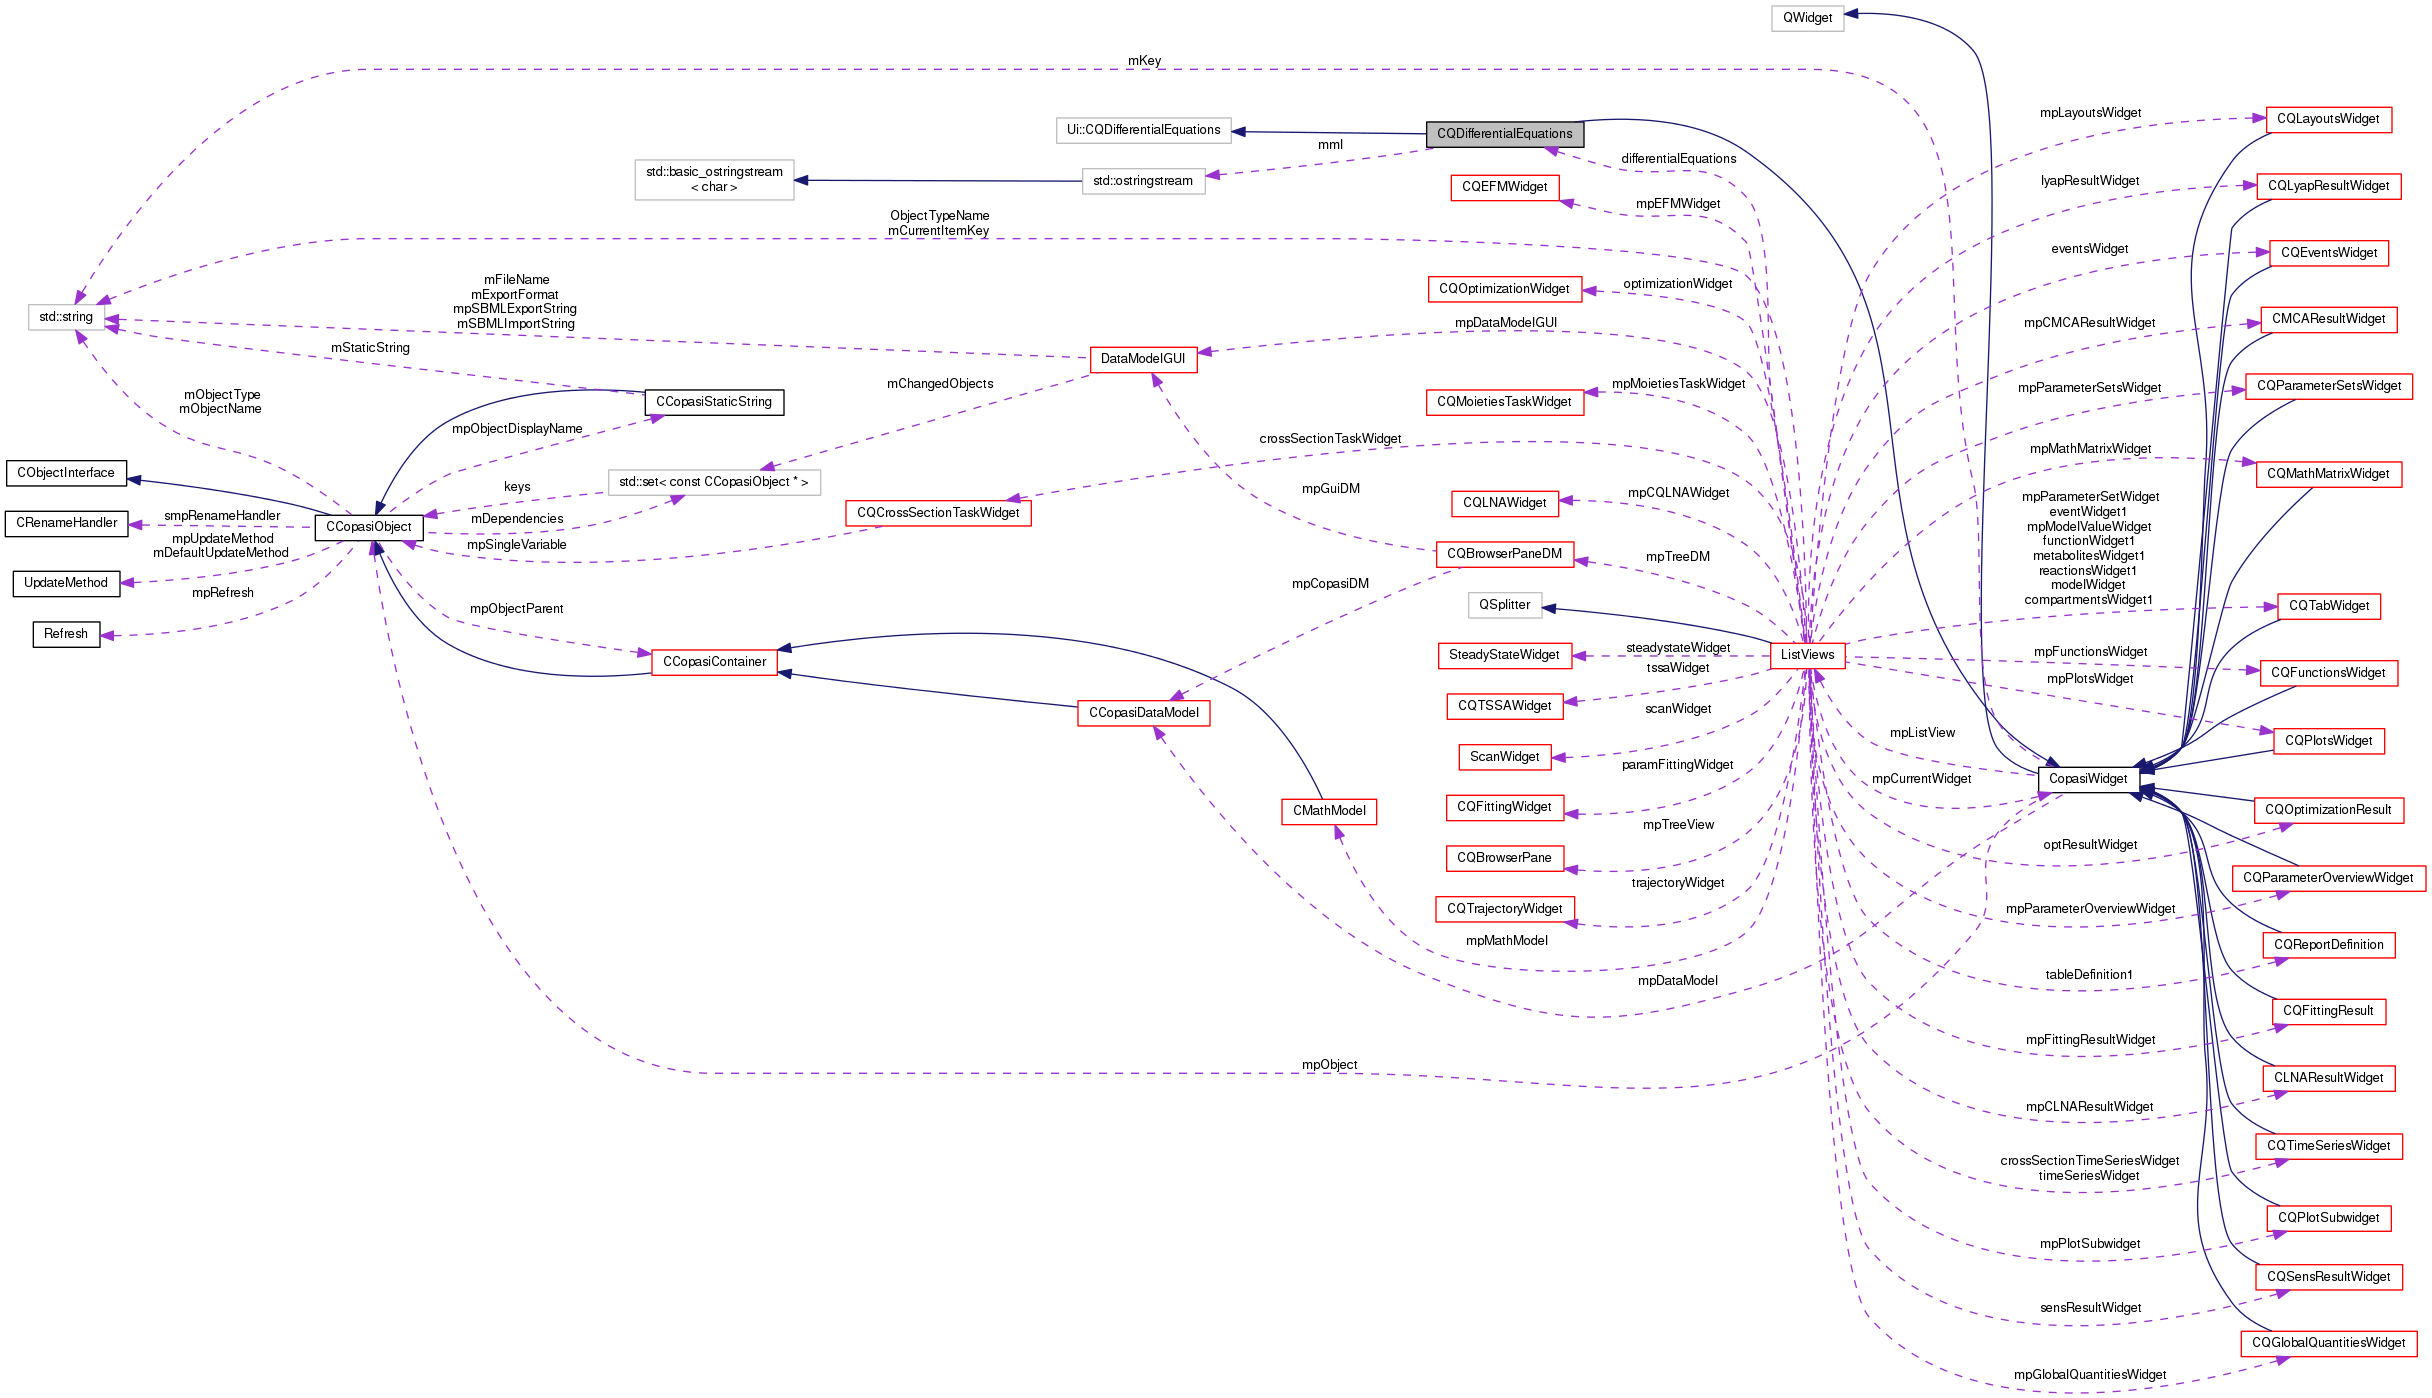 QWidget
mKey
CQDifferentialEquations
Ui::CQDifferentialEquations
mml
std::basic_ostringstream
< char >
std::ostringstream
differentialEquations
CQEFMWidget
mpEFMWidget
ObjectTypeName
mCurrentItemKey
mFileName
mExportFormat
mpSBMLExportString
mSBMLImportString
std::string
mStaticString
CQOptimizationWidget
optimizationWidget
mpDataModelGUI
DataModelGUI
mChangedObjects
mObjectType
mObjectName
CCopasiStaticString
mpObjectDisplayName
CQMoietiesTaskWidget
mpMoietiesTaskWidget
crossSectionTaskWidget
CObjectInterface
std::set< const CCopasiObject * >
keys
mpGuiDM
CQLNAWidget
mpCQLNAWidget
CRenameHandler
smpRenameHandler
CCopasiObject
mDependencies
CQCrossSectionTaskWidget
mpUpdateMethod
mDefaultUpdateMethod
mpSingleVariable
CQBrowserPaneDM
mpTreeDM
UpdateMethod
mpRefresh
mpCopasiDM
mpObjectParent
QSplitter
Refresh
CCopasiContainer
SteadyStateWidget
steadystateWidget
ListViews
tssaWidget
CCopasiDataModel
CQTSSAWidget
scanWidget
ScanWidget
paramFittingWidget
CMathModel
CQFittingWidget
mpTreeView
CQBrowserPane
trajectoryWidget
CQTrajectoryWidget
mpMathModel
mpDataModel
mpObject
mpListView
mpCurrentWidget
CopasiWidget
mpLayoutsWidget
CQLayoutsWidget
lyapResultWidget
CQLyapResultWidget
eventsWidget
CQEventsWidget
mpCMCAResultWidget
CMCAResultWidget
mpParameterSetsWidget
CQParameterSetsWidget
mpMathMatrixWidget
CQMathMatrixWidget
mpParameterSetWidget
eventWidget1
mpModelValueWidget
functionWidget1
metabolitesWidget1
reactionsWidget1
modelWidget
compartmentsWidget1
CQTabWidget
mpFunctionsWidget
CQFunctionsWidget
mpPlotsWidget
CQPlotsWidget
CQOptimizationResult
optResultWidget
CQParameterOverviewWidget
mpParameterOverviewWidget
CQReportDefinition
tableDefinition1
CQFittingResult
mpFittingResultWidget
CLNAResultWidget
mpCLNAResultWidget
CQTimeSeriesWidget
crossSectionTimeSeriesWidget
timeSeriesWidget
CQPlotSubwidget
mpPlotSubwidget
CQSensResultWidget
sensResultWidget
CQGlobalQuantitiesWidget
mpGlobalQuantitiesWidget